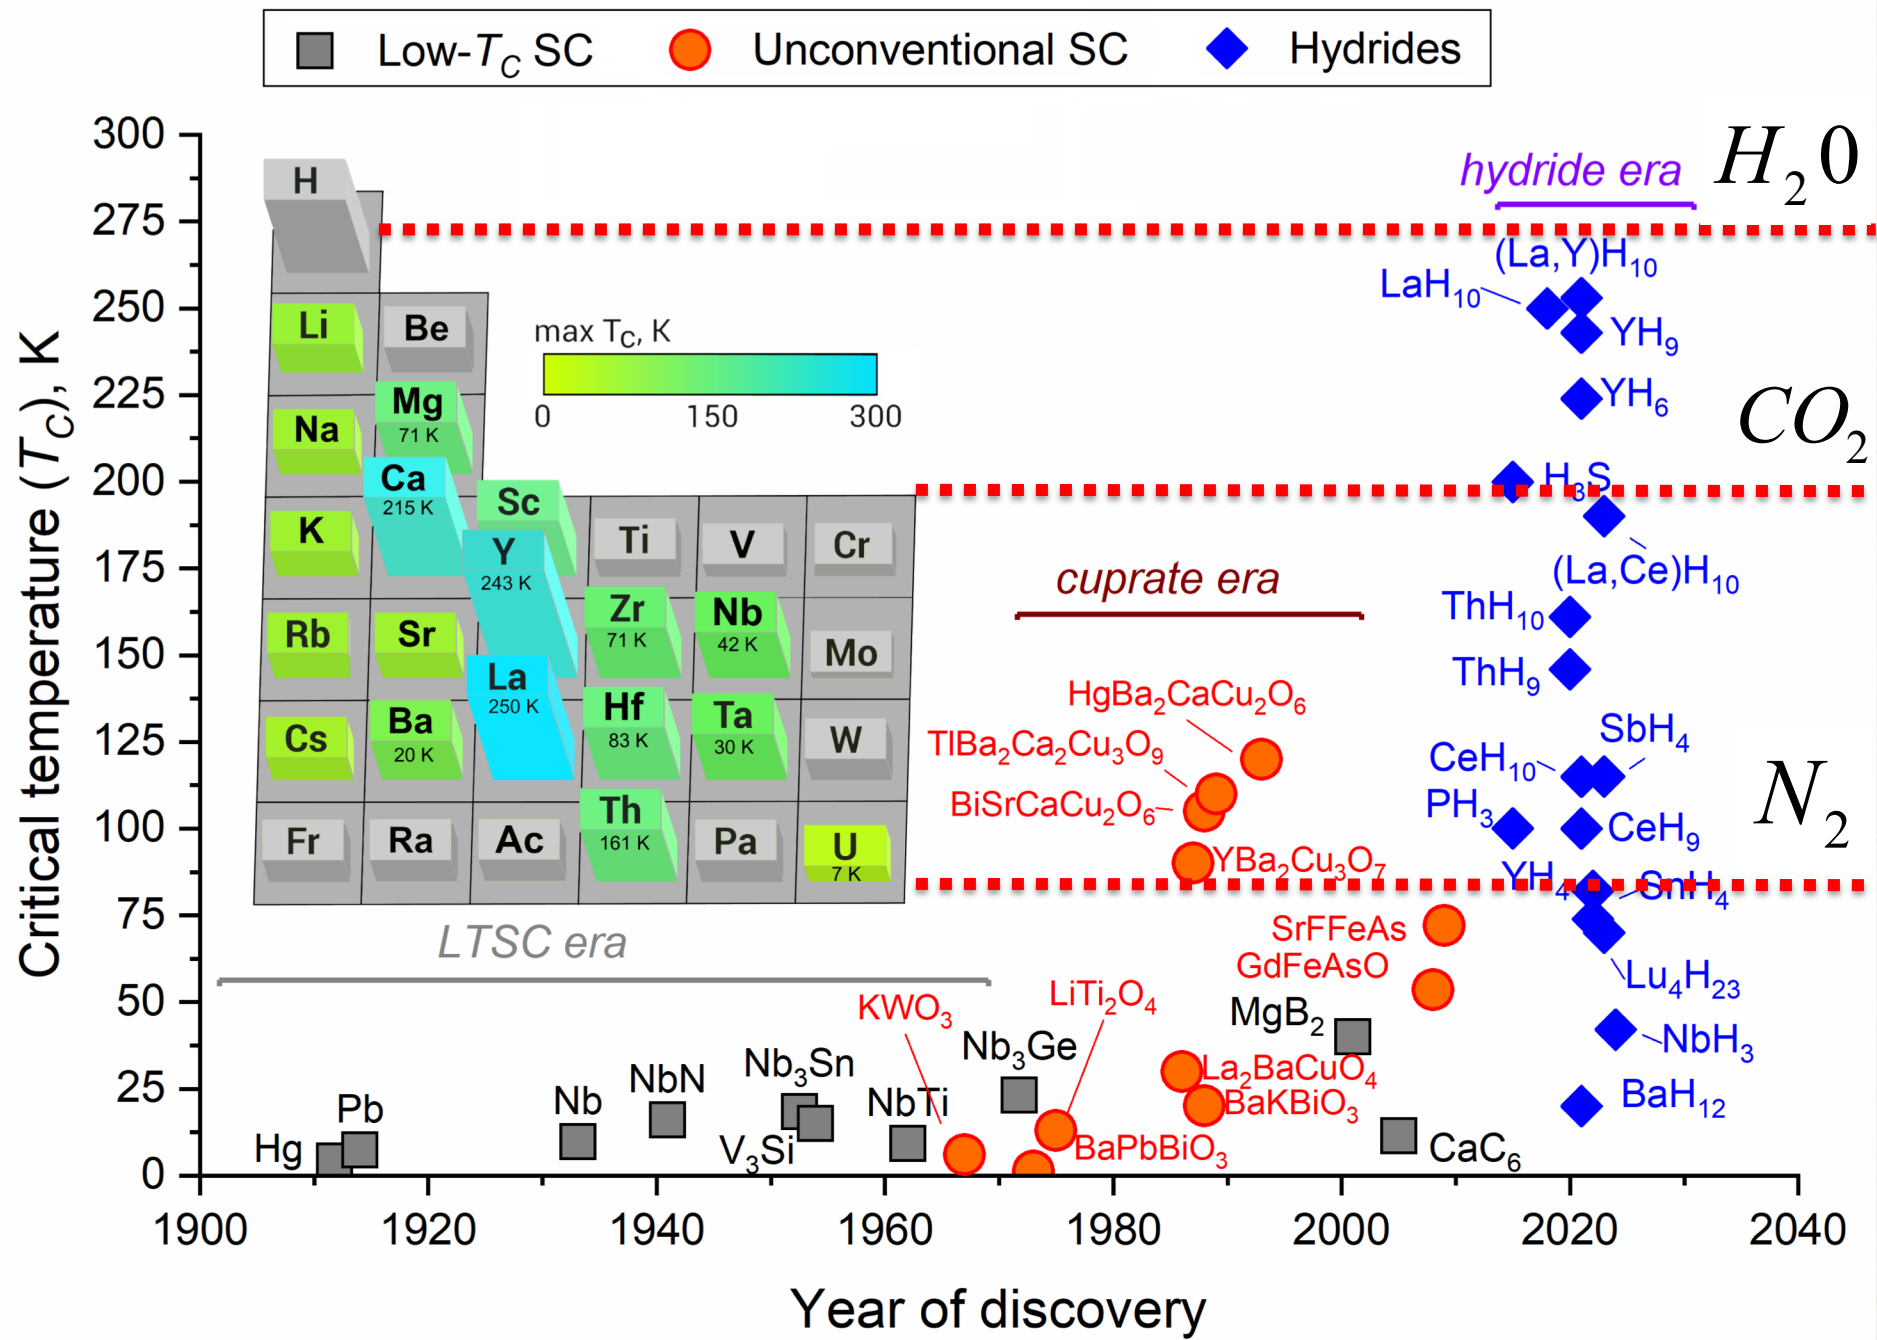 Low-T_C SC Unconventional SC Hydrides
Critical temperature (T_C), K
300
275
250
225
200
175
150
125
100
75
50
25
0
1900 1920 1940 1960 1980 2000 2020 2040
Year of discovery
H
Li Be
Na Mg
71 K
K Ca
215 K
Sc Ti V Cr
Rb Sr Y
243 K
Zr
71 K
Nb
42 K
Mo
Cs Ba
20 K
La
250 K
Hf
83 K
Ta
30 K
W
Fr Ra Ac Th
161 K
Pa U
7 K
max T_C, K
0 150 300
LTSC era
cuprate era
hydride era
H₂0
CO₂
N₂
Hg
Pb
Nb
NbN
Nb₃Sn
V₃Si
NbTi
Nb₃Ge
MgB₂
CaC₆
KWO₃
LiTi₂O₄
BaPbBiO₃
La₂BaCuO₄
BaKBiO₃
YBa₂Cu₃O₇
BiSrCaCu₂O₆
TlBa₂Ca₂Cu₃O₉
HgBa₂CaCu₂O₆
SrFFeAs
GdFeAsO
(La,Y)H₁₀
LaH₁₀
YH₉
YH₆
H₃S
(La,Ce)H₁₀
ThH₁₀
ThH₉
SbH₄
CeH₁₀
PH₃
CeH₉
YH₄
SnH₄
Lu₄H₂₃
NbH₃
BaH₁₂